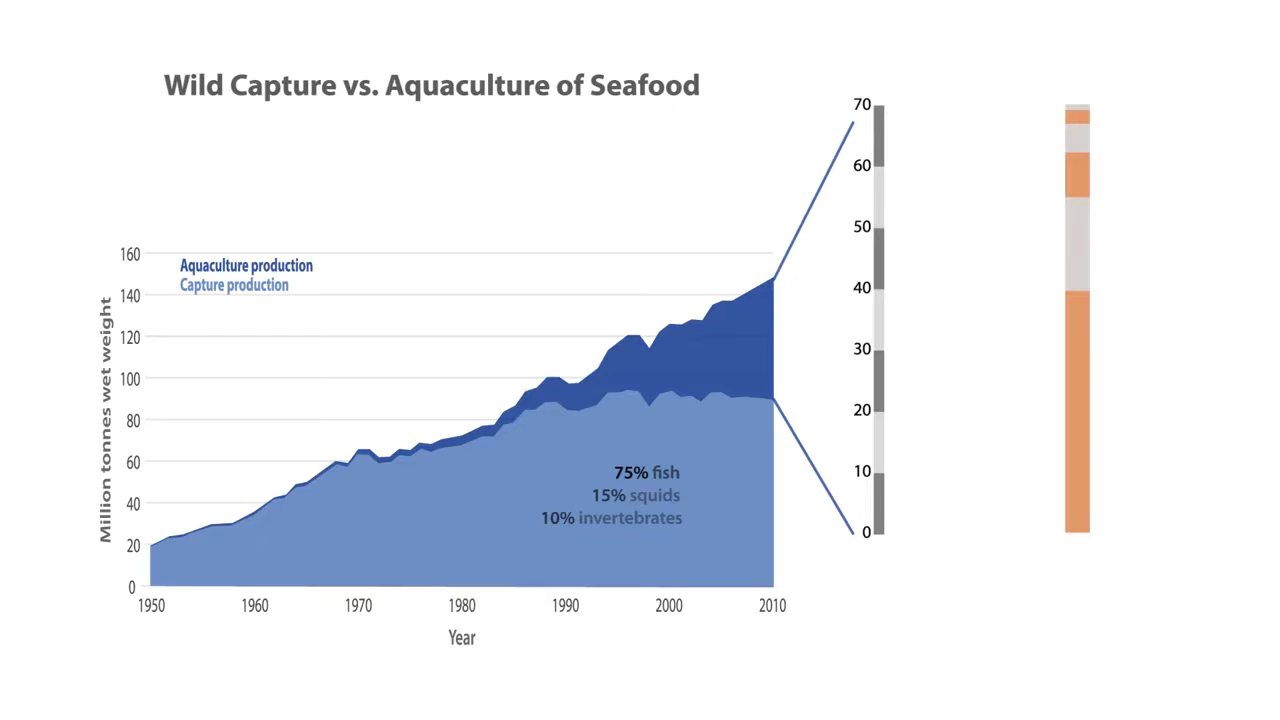 Wild Capture vs. Aquaculture of Seafood
Aquaculture production
Capture production
Million tonnes wet weight
160
140
120
100
80
60
40
20
0
1950 1960 1970 1980 1990 2000 2010
Year
75% fish
15% squids
10% invertebrates
70
60
50
40
30
20
10
0